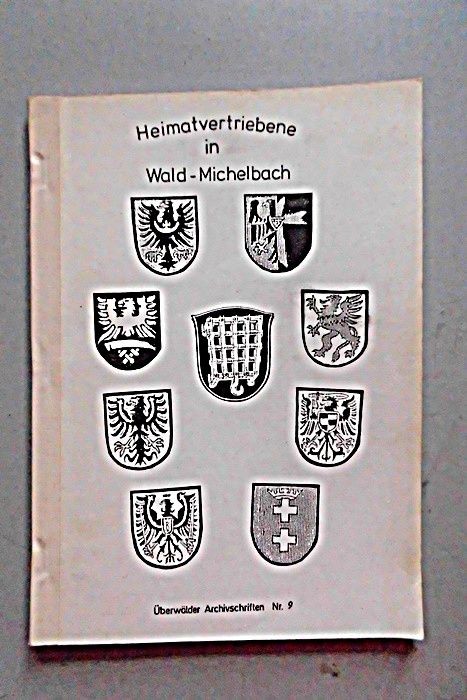 Heimatvertriebene
in
Wald-Michelbach
Überwälder Archivschriften Nr. 9